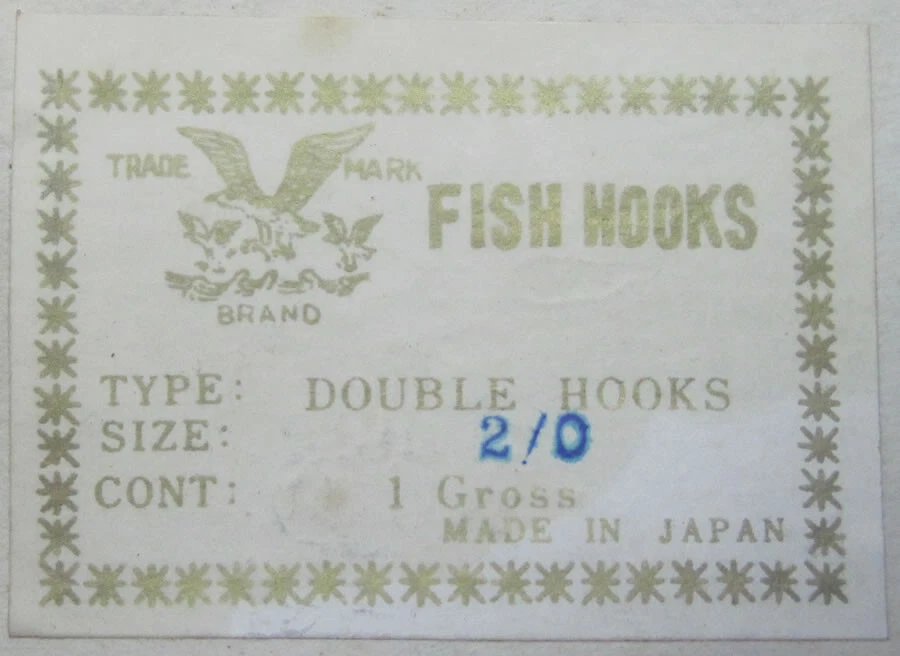 TRADE MARK
BRAND
FISH HOOKS
TYPE: DOUBLE HOOKS
SIZE: 2/0
CONT: 1 Gross
MADE IN JAPAN